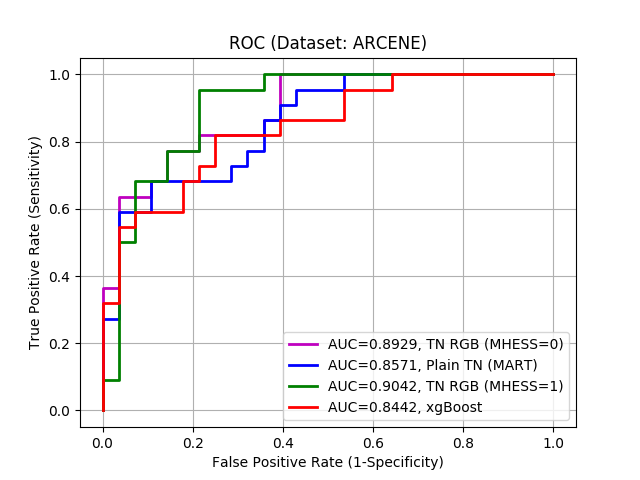 ROC (Dataset: ARCENE)
True Positive Rate (Sensitivity)
1.0
0.8
0.6
0.4
0.2
0.0
AUC=0.8929, TN RGB (MHESS=0)
AUC=0.8571, Plain TN (MART)
AUC=0.9042, TN RGB (MHESS=1)
AUC=0.8442, xgBoost
0.0 0.2 0.4 0.6 0.8 1.0
False Positive Rate (1-Specificity)